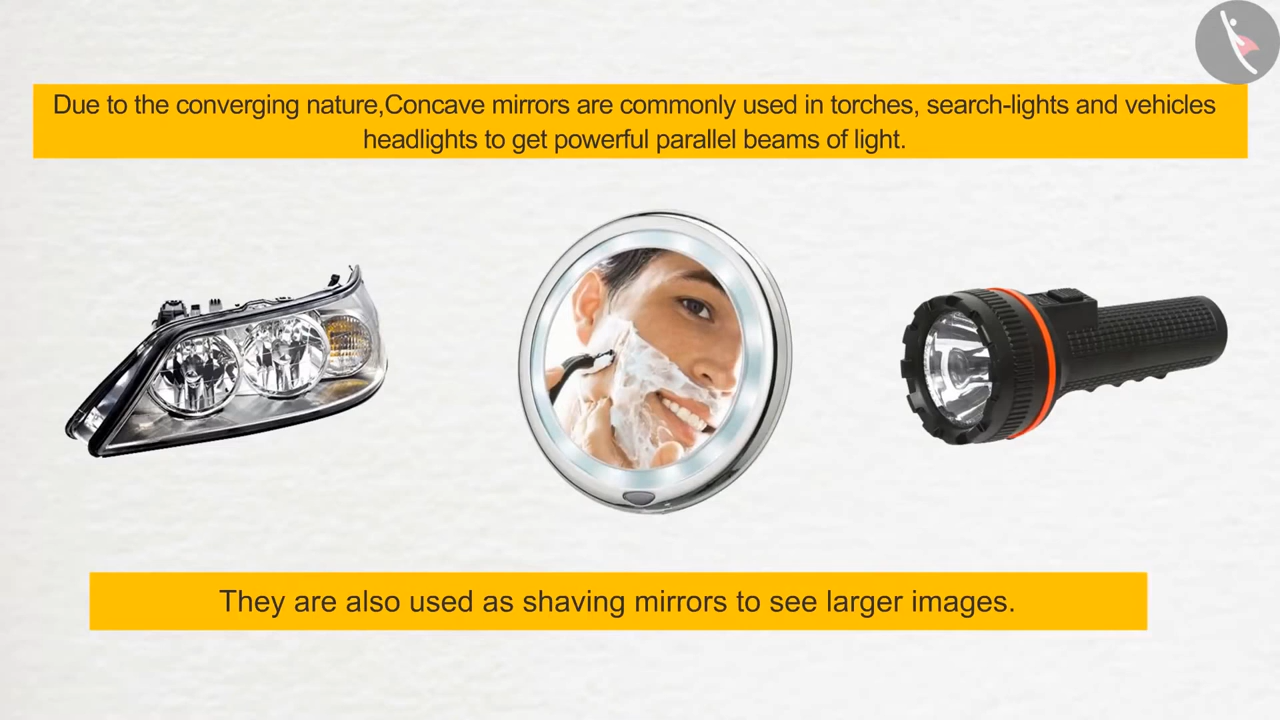 Due to the converging nature,Concave mirrors are commonly used in torches, search-lights and vehicles
headlights to get powerful parallel beams of light.
They are also used as shaving mirrors to see larger images.